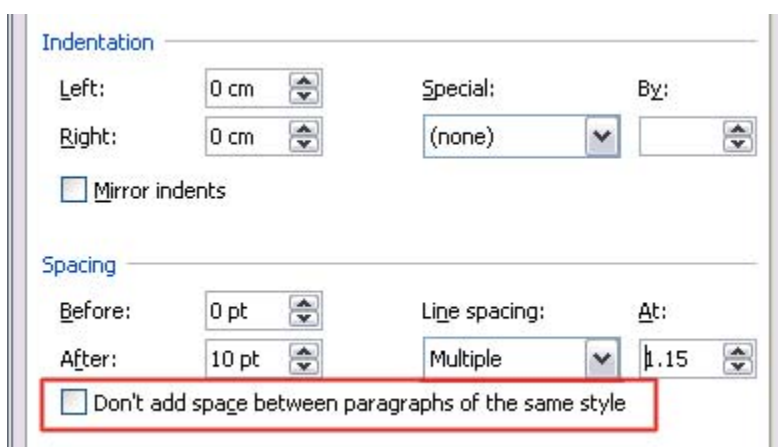 Indentation
Left: 0 cm Special: By:
Right: 0 cm (none)
Mirror indents
Spacing
Before: 0 pt Line spacing: At:
After: 10 pt Multiple 1.15
Don't add space between paragraphs of the same style